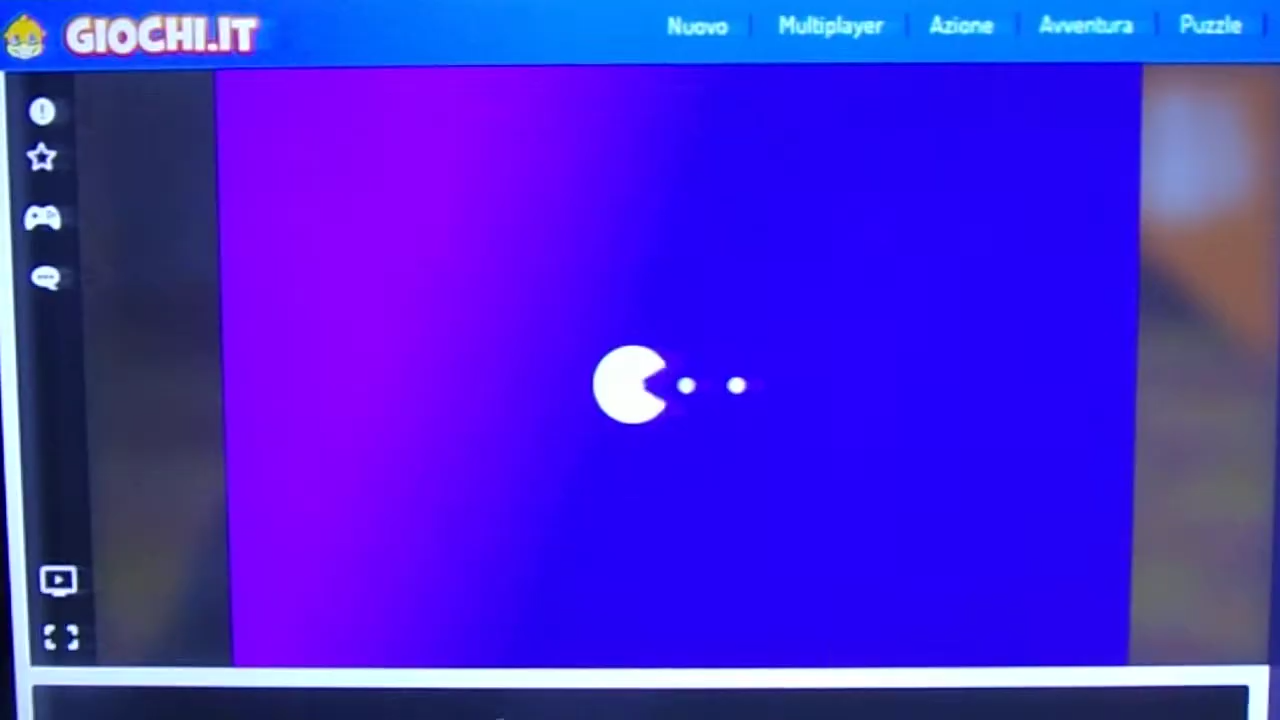 GIOCHI.IT
Nuovo
Multiplayer
Azione
Avventura
Puzzle